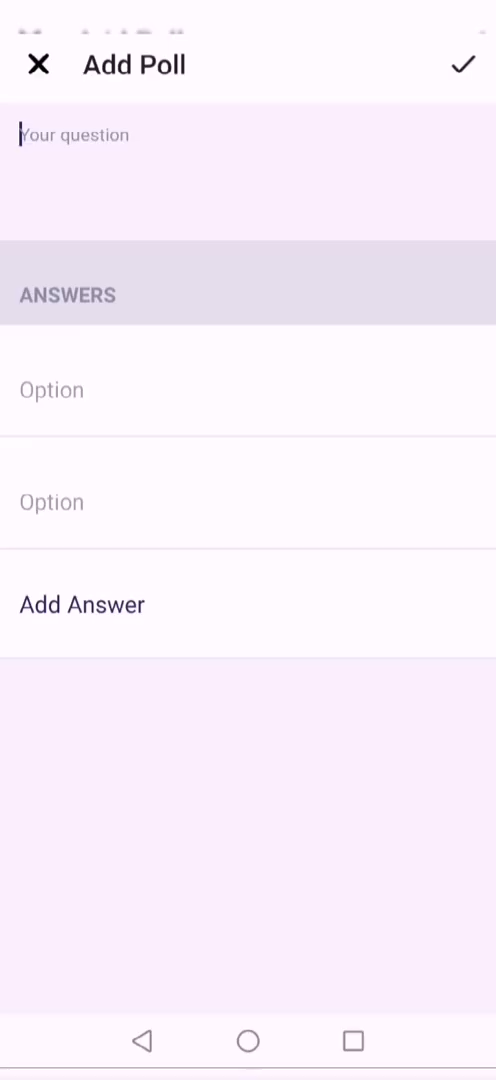 Add Poll
Your question
ANSWERS
Option
Option
Add Answer